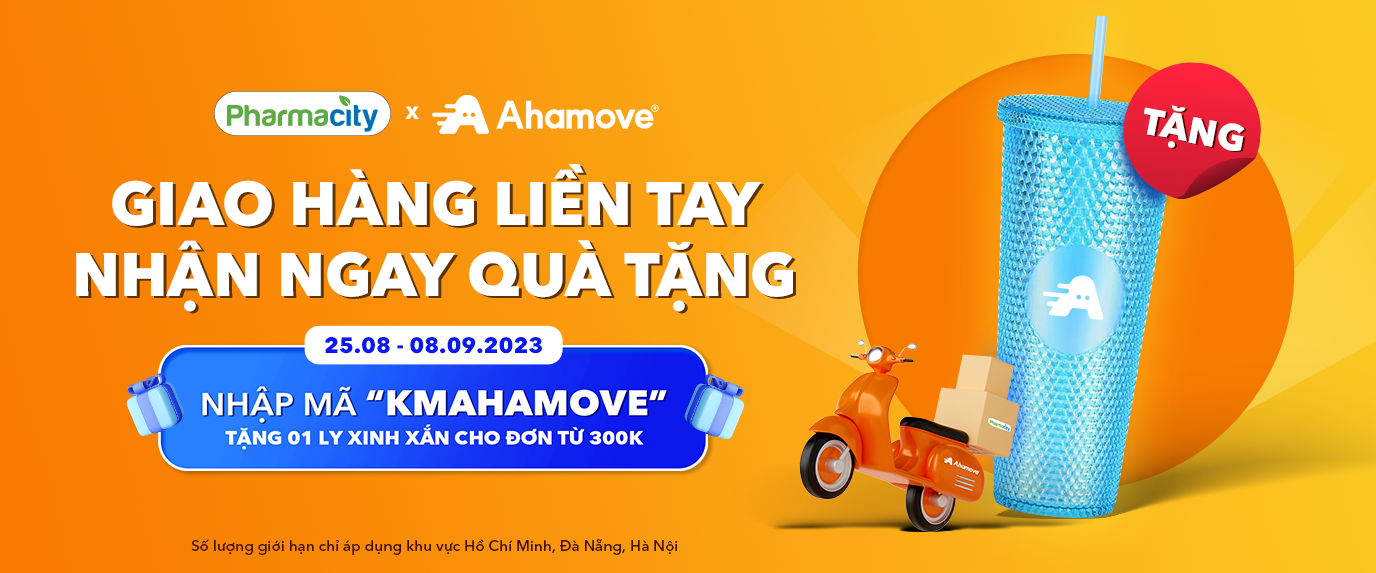 Pharmacity x Ahamove®
TẶNG
GIAO HÀNG LIỀN TAY
NHẬN NGAY QUÀ TẶNG
25.08 - 08.09.2023
NHẬP MÃ “KMAHAMOVE”
TẶNG 01 LY XINH XẮN CHO ĐƠN TỪ 300K
Pharmacity
Ahamove
Số lượng giới hạn chỉ áp dụng khu vực Hồ Chí Minh, Đà Nẵng, Hà Nội